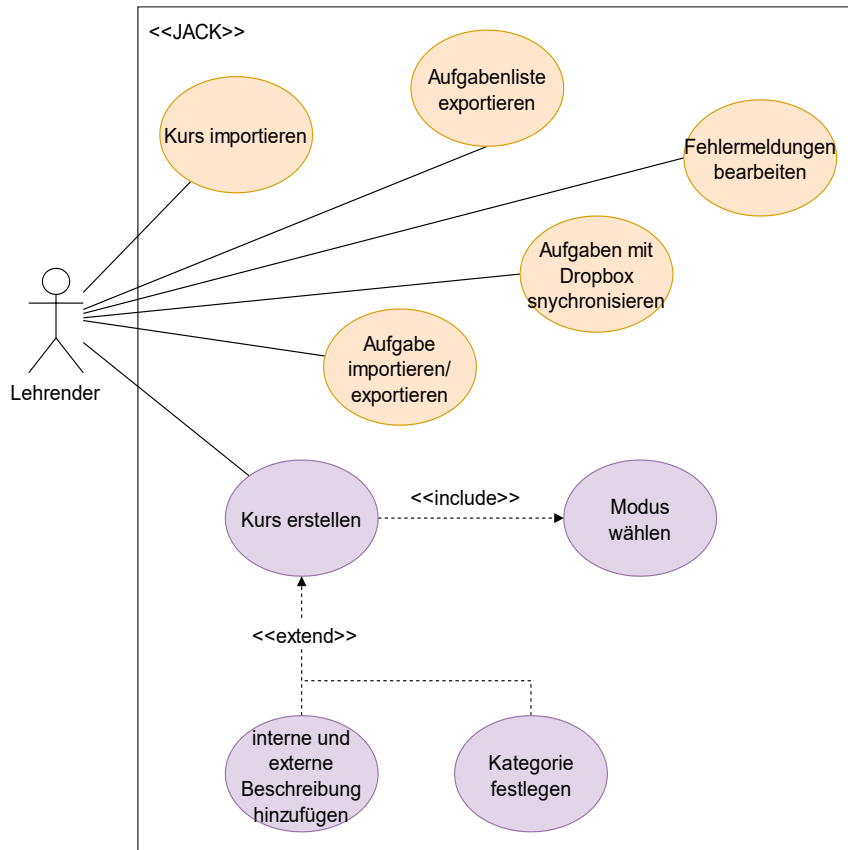 <<JACK>>
Aufgabenliste
exportieren
Kurs importieren
Fehlermeldungen
bearbeiten
Aufgaben mit
Dropbox
snychronisieren
Aufgabe
importieren/
exportieren
Lehrender
Kurs erstellen
<<include>>
Modus
wählen
<<extend>>
interne und
externe
Beschreibung
hinzufügen
Kategorie
festlegen